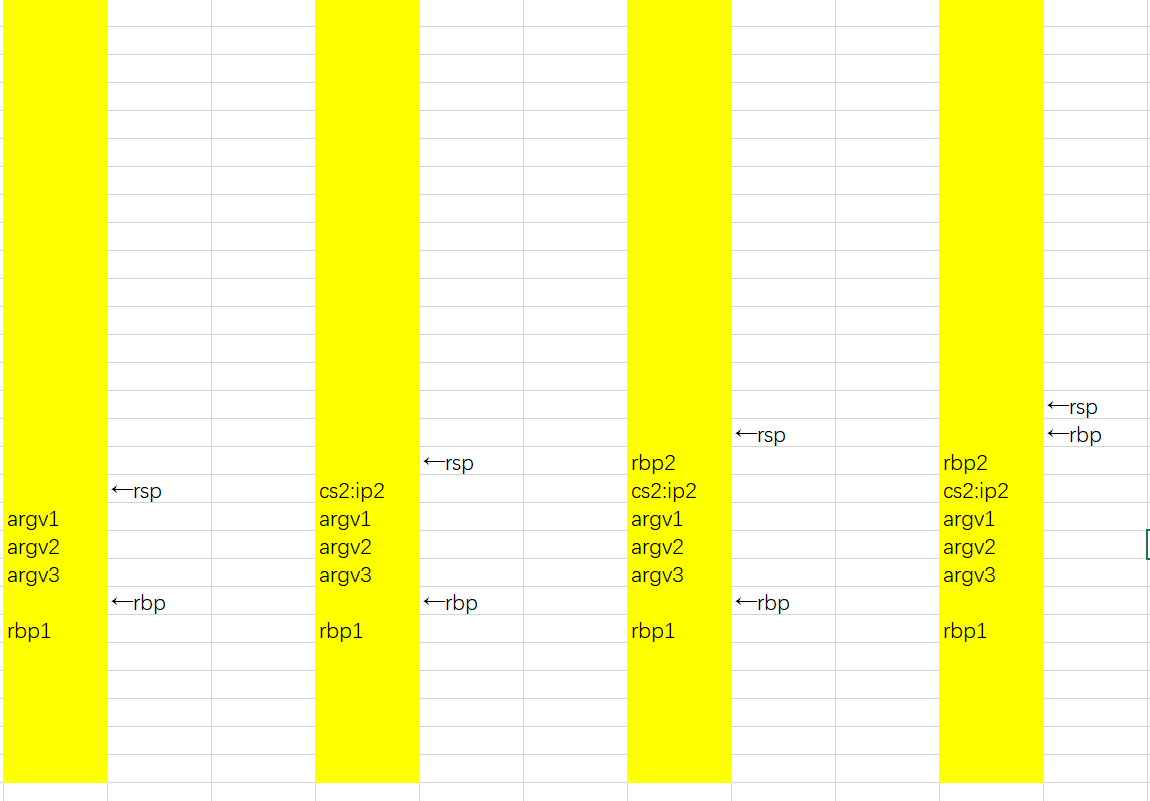 ←rsp
←rsp ←rbp
←rsp rbp2 rbp2
←rsp cs2:ip2 cs2:ip2 cs2:ip2
argv1 argv1 argv1 argv1
argv2 argv2 argv2 argv2
argv3 argv3 argv3 argv3
←rbp ←rbp ←rbp
rbp1 rbp1 rbp1 rbp1